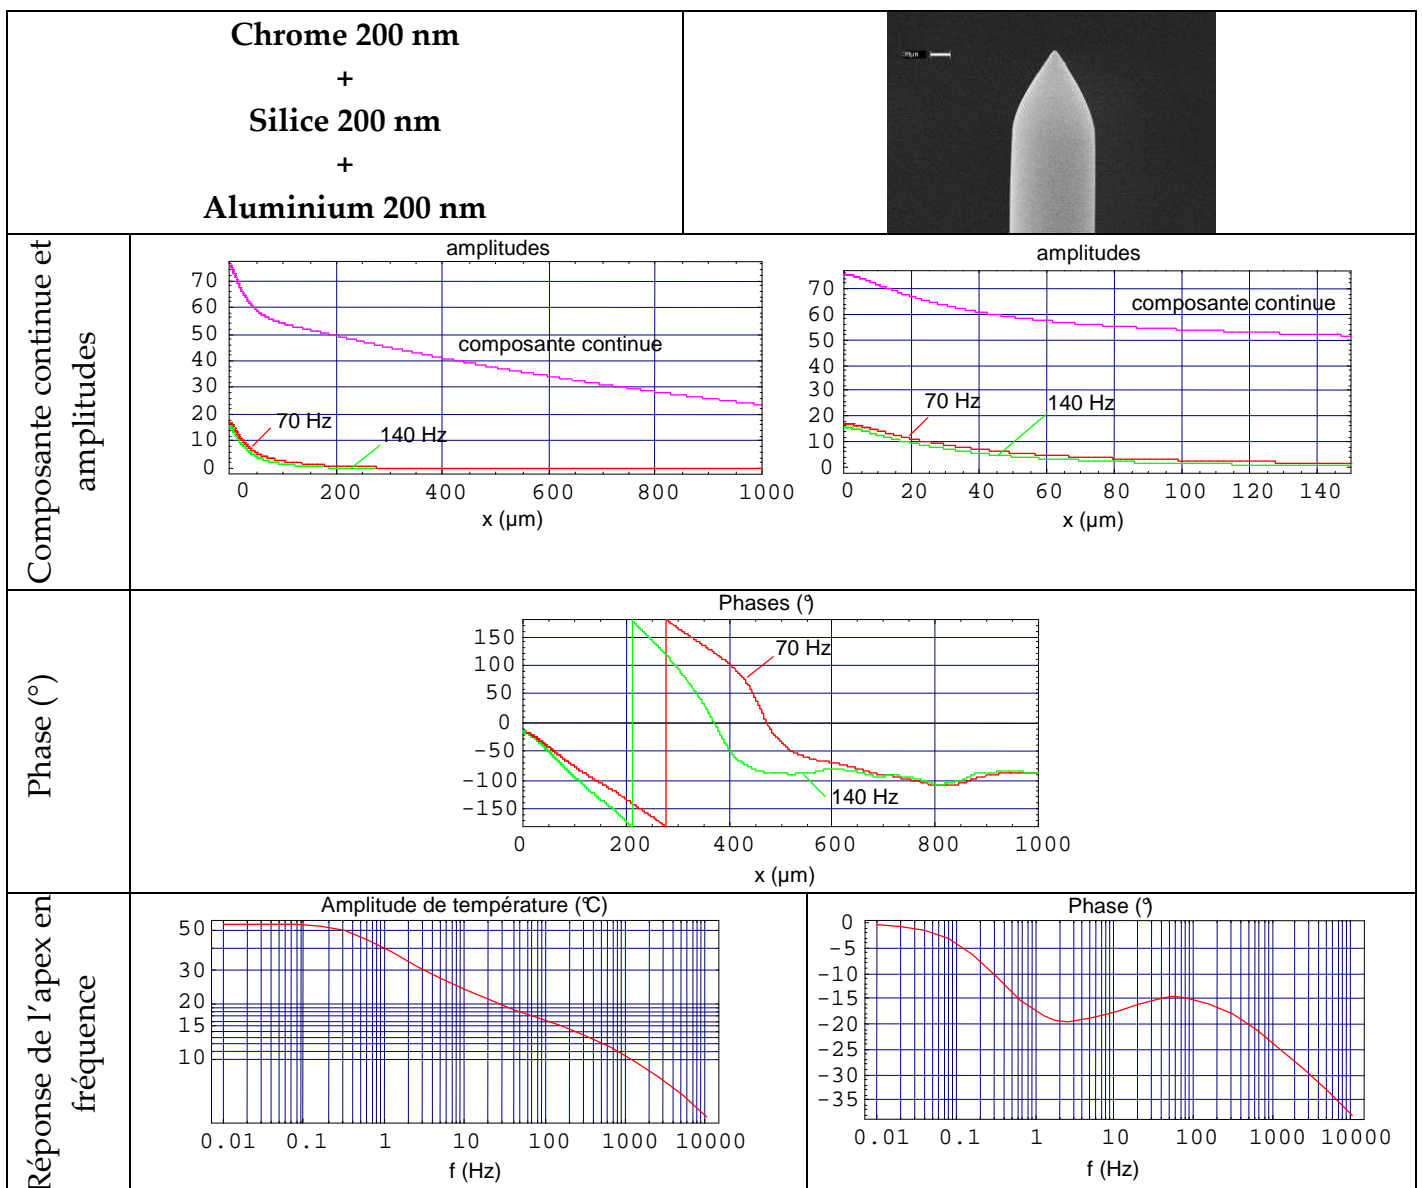 Chrome 200 nm
+
Silice 200 nm
+
Aluminium 200 nm
Composante continue et
amplitudes
amplitudes
70
60
50
40
30
20
10
0
composante continue
70 Hz
140 Hz
0 200 400 600 800 1000
x (µm)
amplitudes
70
60
50
40
30
20
10
0
composante continue
70 Hz
140 Hz
0 20 40 60 80 100 120 140
x (µm)
Phase (°)
Phases (°)
150
100
50
0
-50
-100
-150
70 Hz
140 Hz
0 200 400 600 800 1000
x (µm)
Réponse de l'apex en
fréquence
Amplitude de température (°C)
50
30
20
15
10
0.01 0.1 1 10 100 1000 10000
f (Hz)
Phase (°)
0
-5
-10
-15
-20
-25
-30
-35
0.01 0.1 1 10 100 1000 10000
f (Hz)